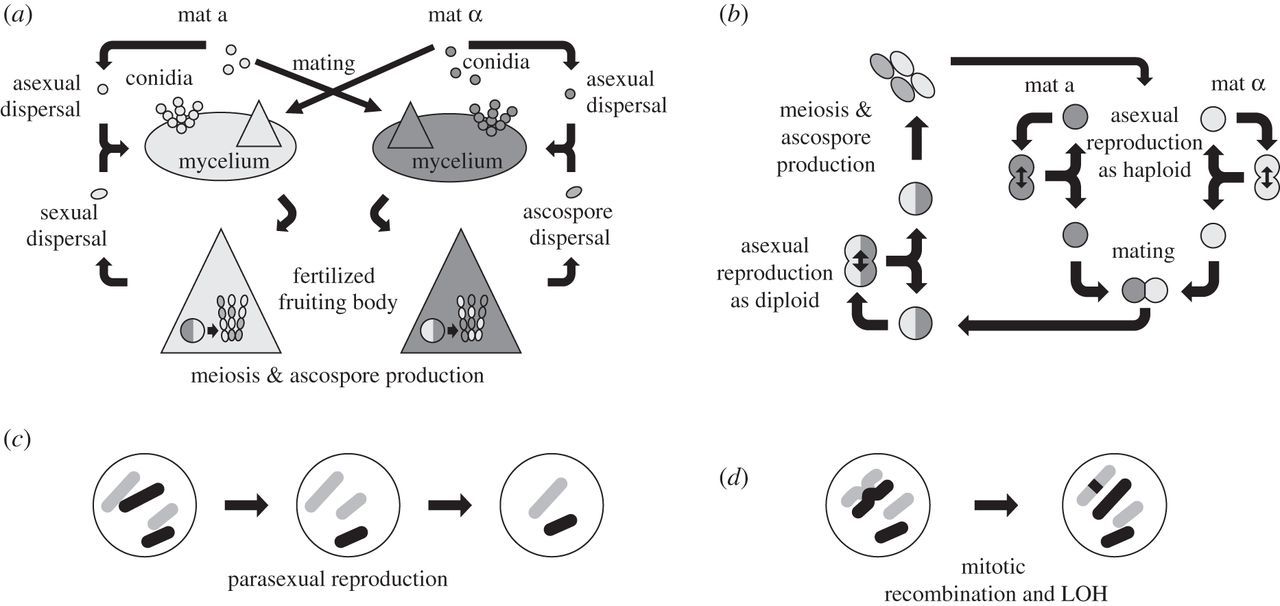 (a)
mat a
mat α
conidia
mating
conidia
asexual
dispersal
asexual
dispersal
mycelium
mycelium
sexual
dispersal
ascospore
dispersal
fertilized
fruiting body
meiosis & ascospore production
(b)
meiosis &
ascospore
production
mat a
mat α
asexual
reproduction
as haploid
mating
asexual
reproduction
as diploid
(c)
parasexual reproduction
(d)
mitotic
recombination and LOH